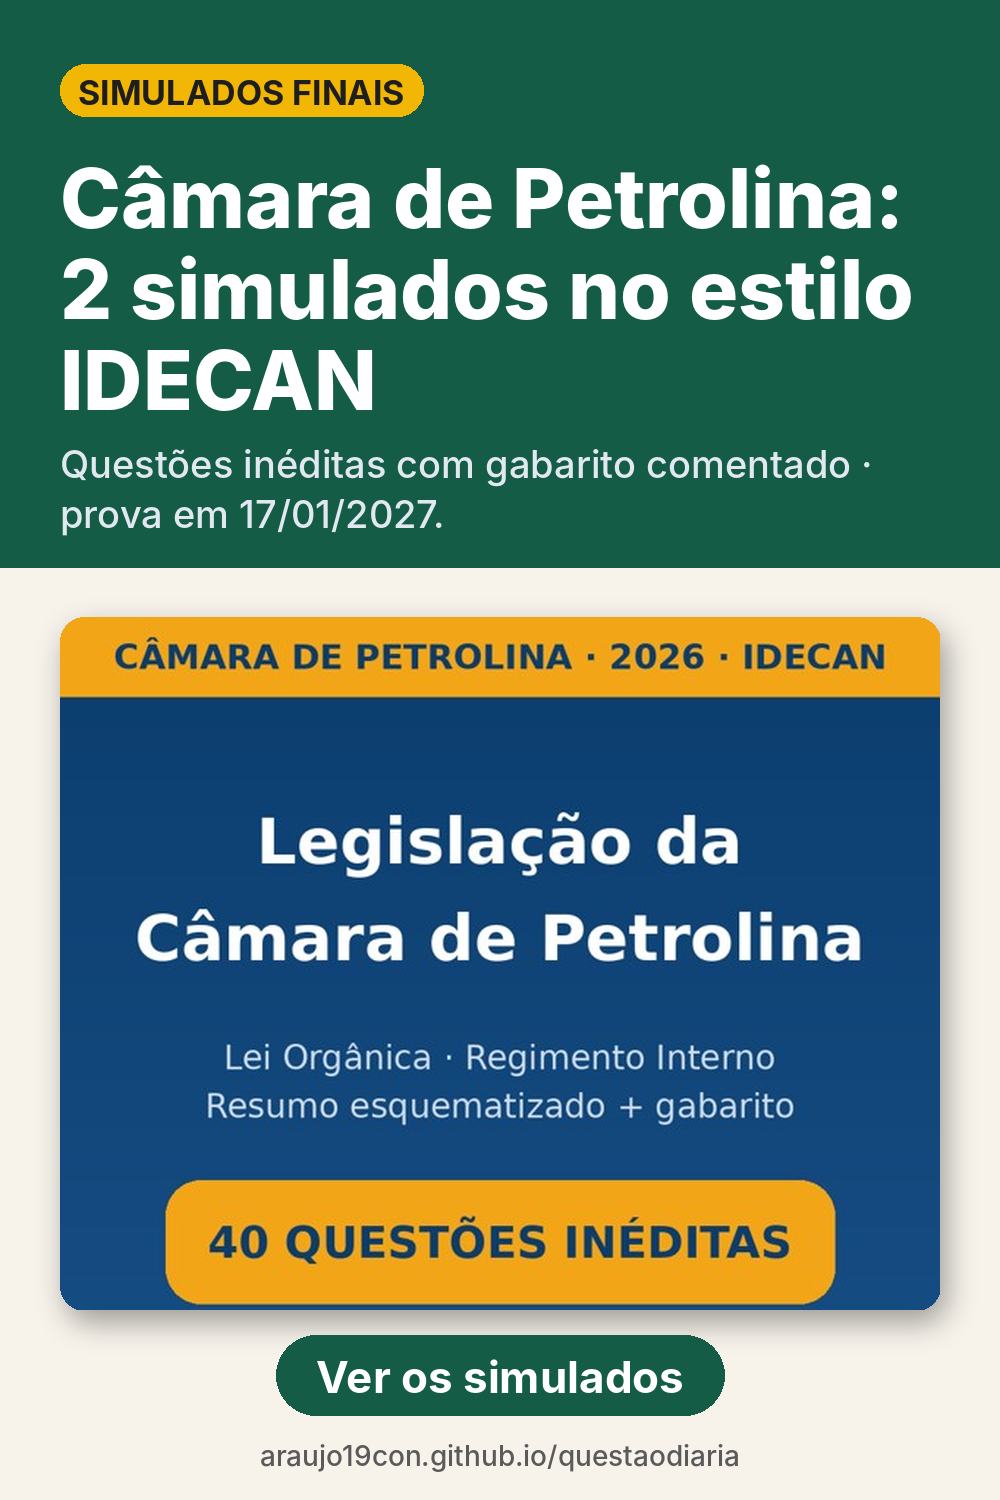 SIMULADOS FINAIS
Câmara de Petrolina:
2 simulados no estilo
IDECAN
Questões inéditas com gabarito comentado ·
prova em 17/01/2027.
CÂMARA DE PETROLINA · 2026 · IDECAN
Legislação da
Câmara de Petrolina
Lei Orgânica · Regimento Interno
Resumo esquematizado + gabarito
40 QUESTÕES INÉDITAS
Ver os simulados
araujo19con.github.io/questaodiaria